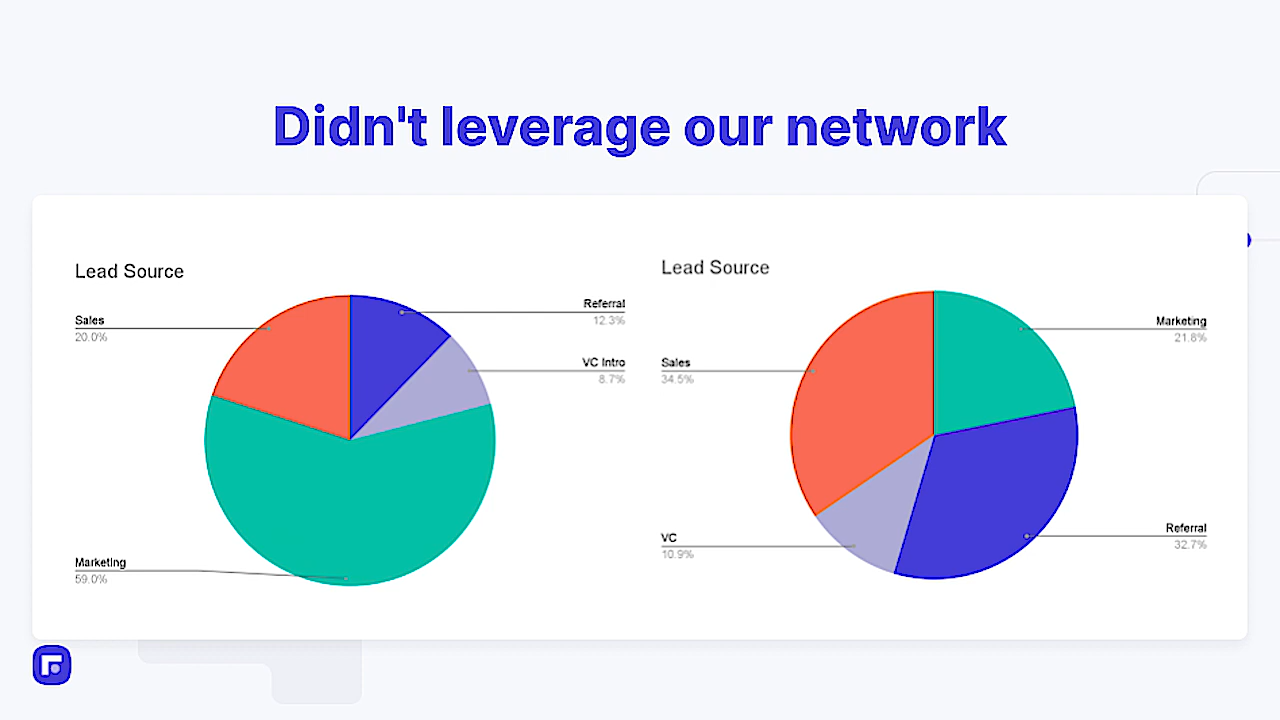 Didn't leverage our network
Lead Source
Referral
12.3%
Sales
20.0%
VC Intro
8.7%
Marketing
59.0%
Lead Source
Marketing
21.8%
Sales
34.5%
Referral
32.7%
VC
10.9%